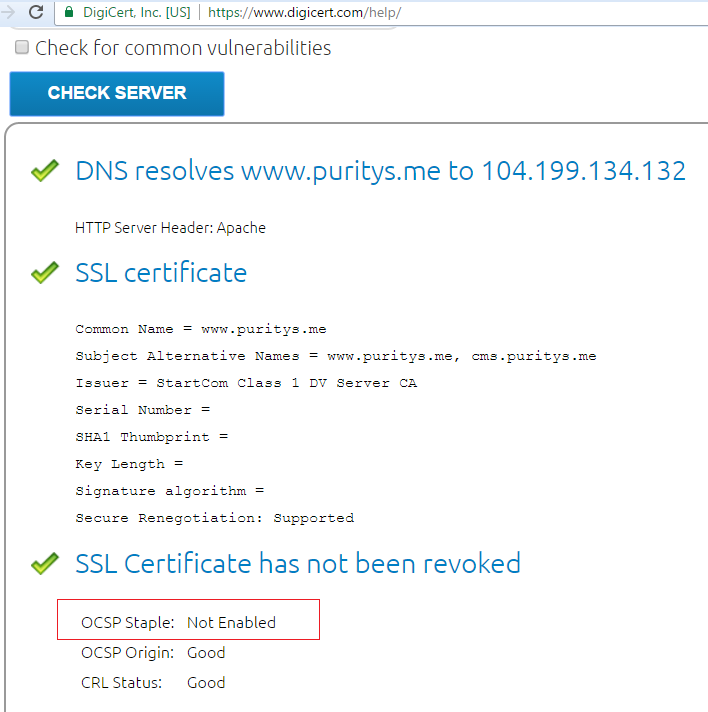 DigiCert, Inc. [US] https://www.digicert.com/help/
Check for common vulnerabilities
CHECK SERVER
DNS resolves www.puritys.me to 104.199.134.132
HTTP Server Header: Apache
SSL certificate
Common Name = www.puritys.me
Subject Alternative Names = www.puritys.me, cms.puritys.me
Issuer = StartCom Class 1 DV Server CA
Serial Number =
SHA1 Thumbprint =
Key Length =
Signature algorithm =
Secure Renegotiation: Supported
SSL Certificate has not been revoked
OCSP Staple: Not Enabled
OCSP Origin: Good
CRL Status: Good